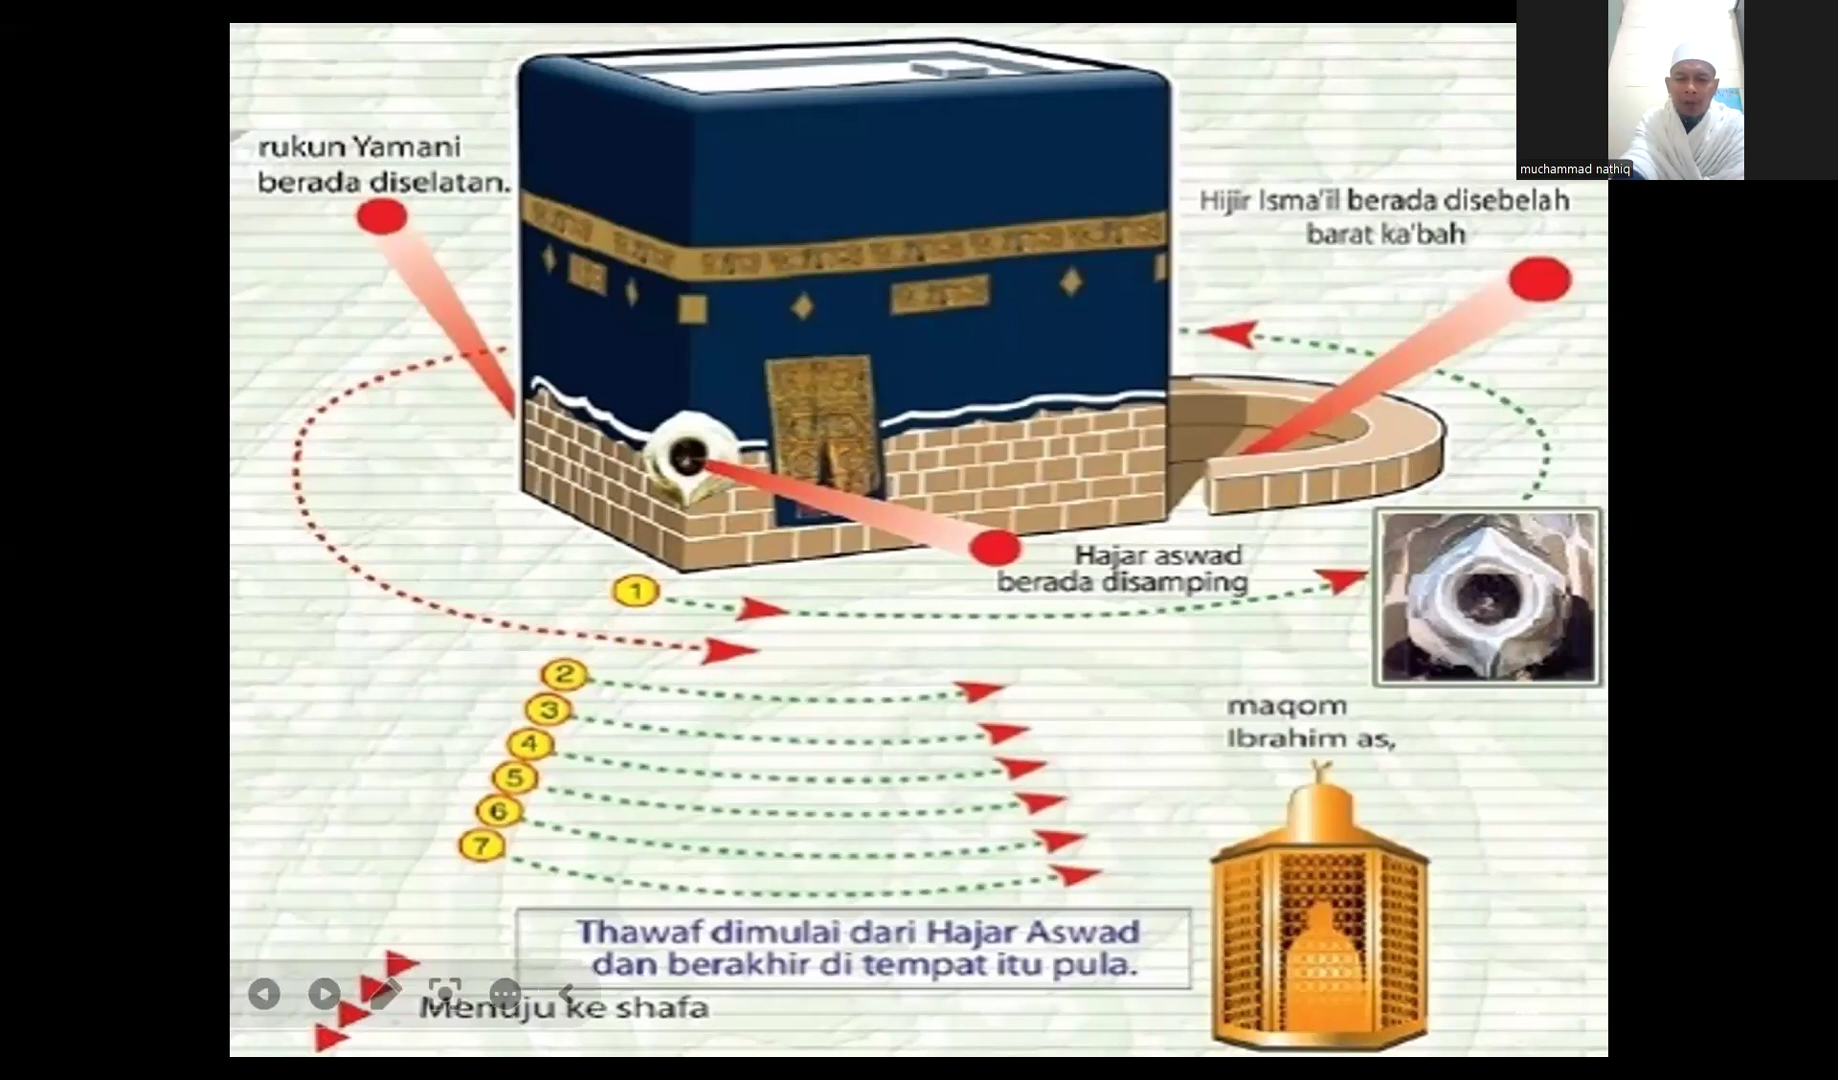 muchammad nathiq
rukun Yamani
berada diselatan.
Hijir Isma'il berada disebelah
barat ka'bah
Hajar aswad
berada disamping
1
2
3
4
5
6
7
maqom
Ibrahim as,
Thawaf dimulai dari Hajar Aswad
dan berakhir di tempat itu pula.
Menuju ke shafa